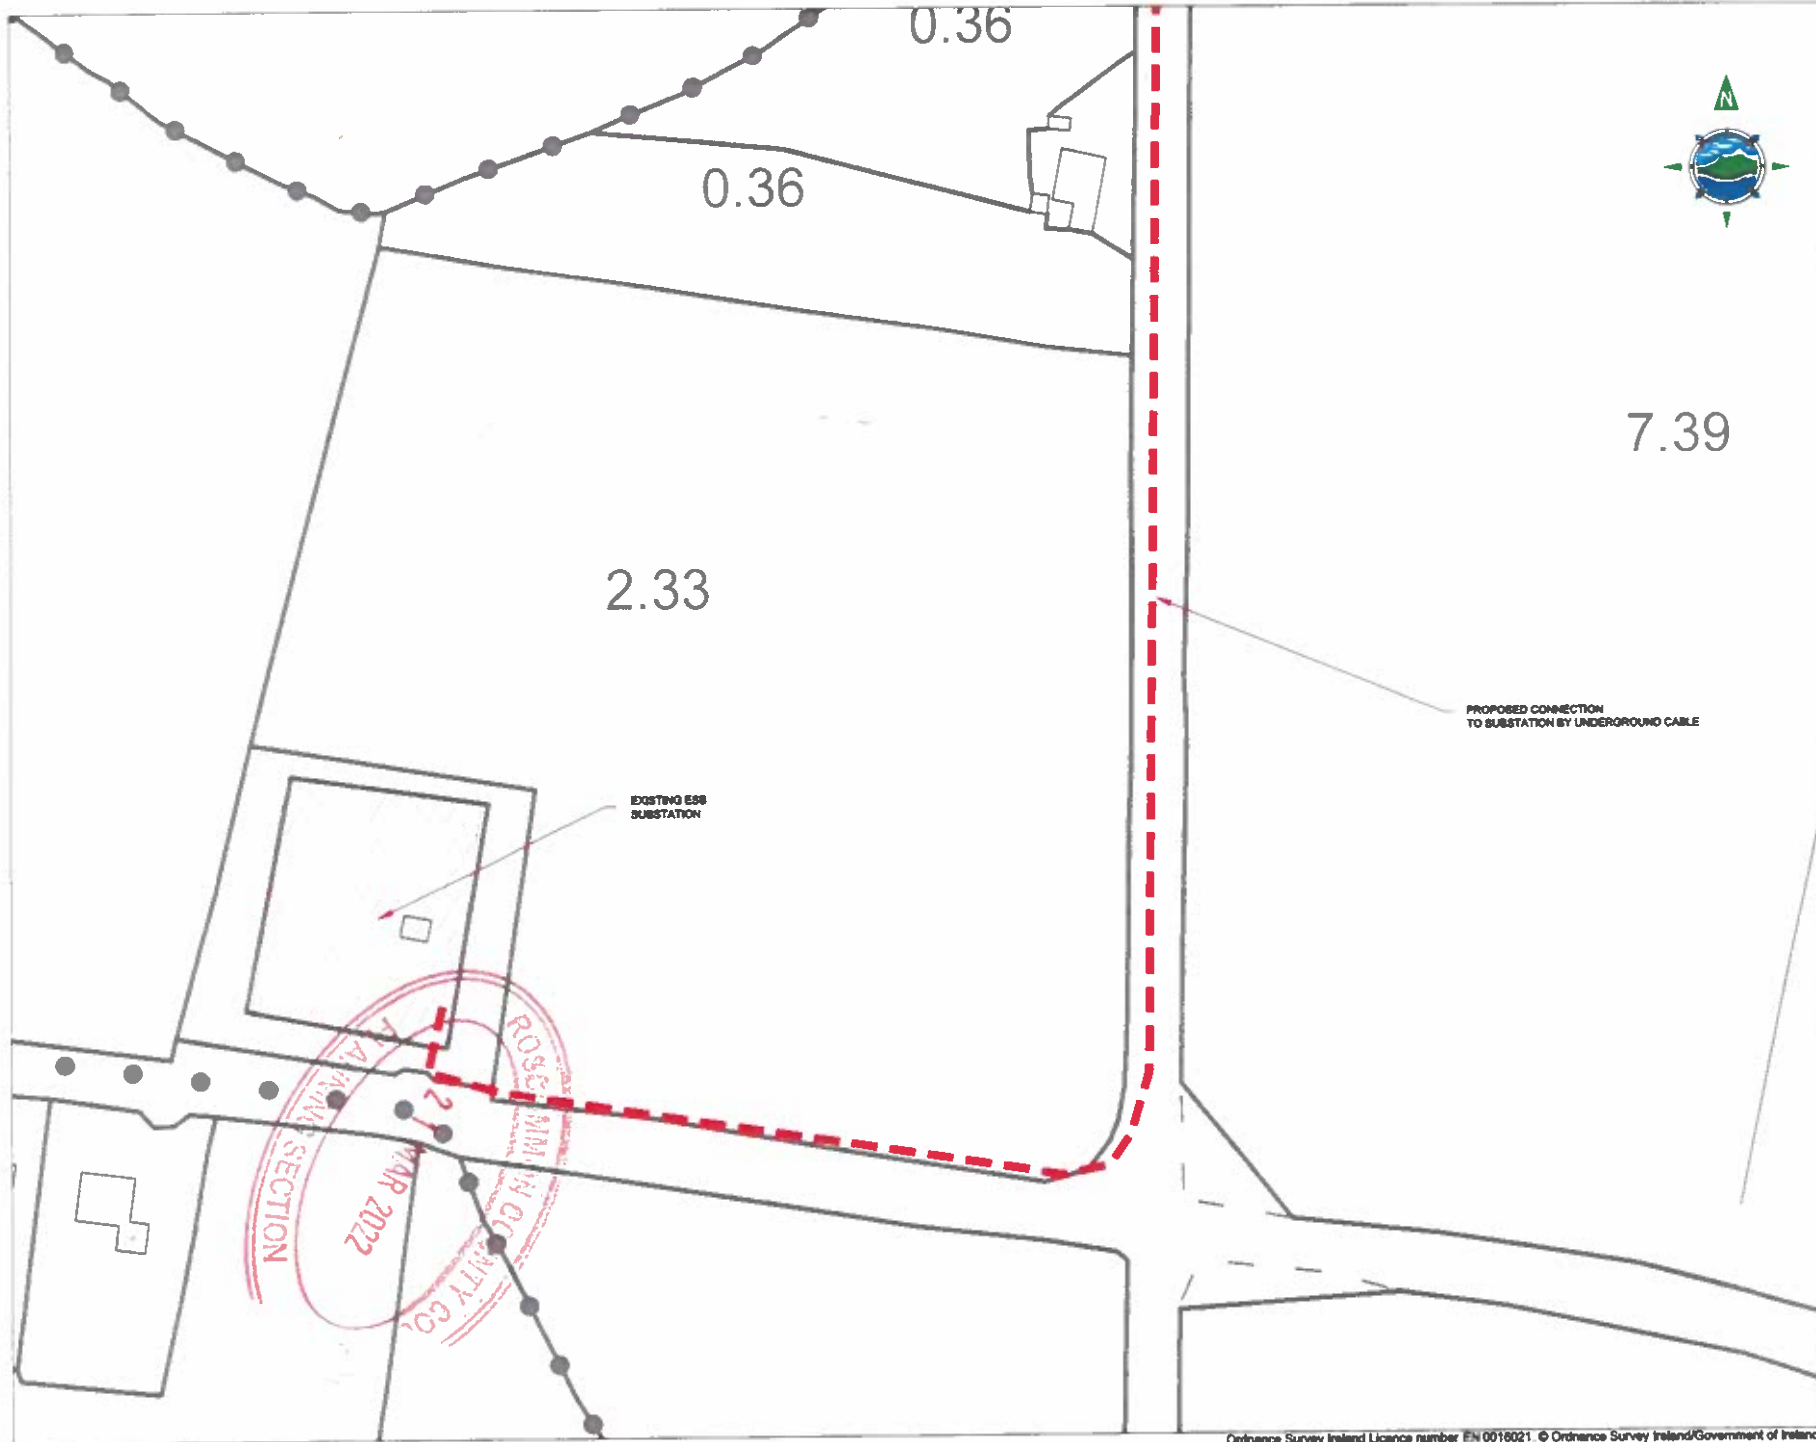 0.36
N
0.36
7.39
2.33
PROPOSED CONNECTION
TO SUBSTATION BY UNDERGROUND CABLE
EXISTING ESB
SUBSTATION
ROSCOMMON COUNTY CO.
PLANNING SECTION
MAR 2022
Ordnance Survey Ireland Licence number EN 0016021. © Ordnance Survey Ireland/Government of Ireland